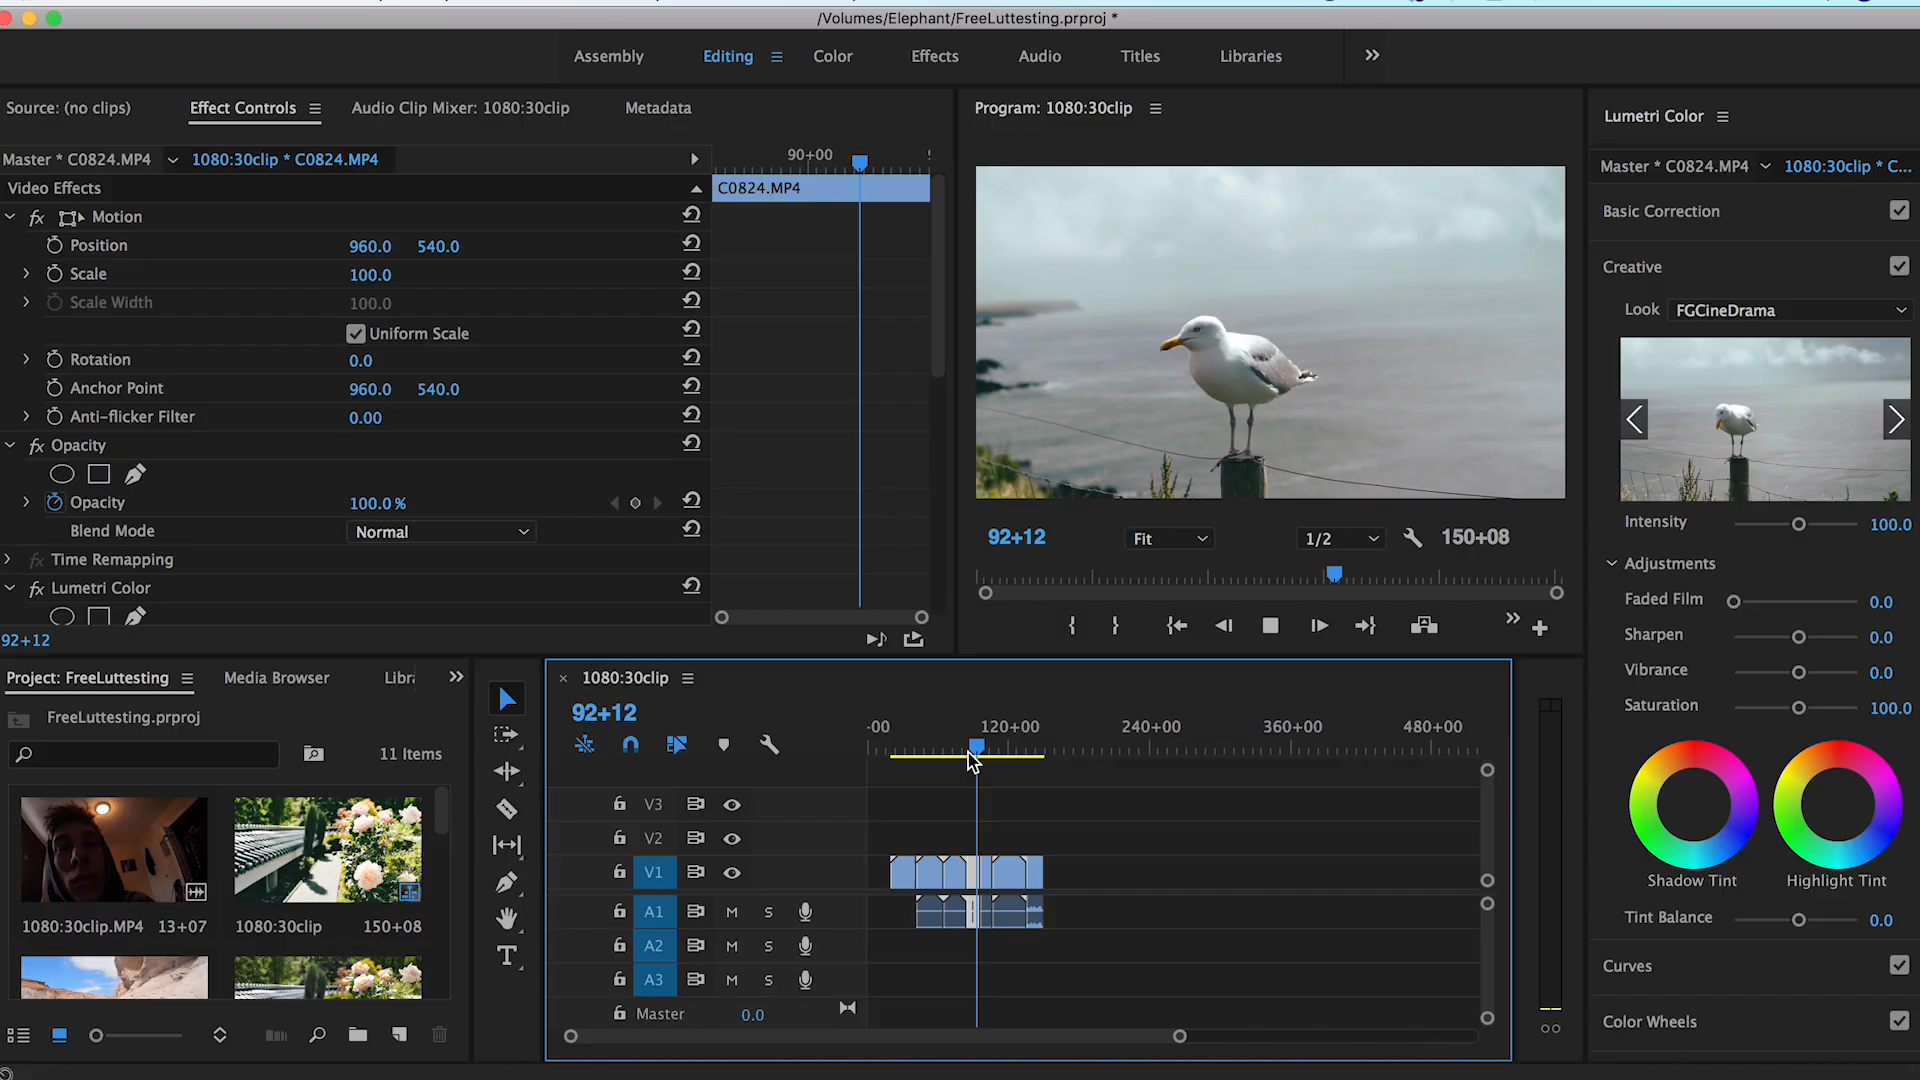 /Volumes/Elephant/FreeLuttesting.prproj *
Assembly
Editing
Color
Effects
Audio
Titles
Libraries
Source: (no clips)
Effect Controls
Audio Clip Mixer: 1080:30clip
Metadata
Master * C0824.MP4
1080:30clip * C0824.MP4
90+00
Video Effects
C0824.MP4
fx Motion
Position 960.0 540.0
Scale 100.0
Scale Width 100.0
Uniform Scale
Rotation 0.0
Anchor Point 960.0 540.0
Anti-flicker Filter 0.00
fx Opacity
Opacity 100.0 %
Blend Mode Normal
fx Time Remapping
fx Lumetri Color
92+12
Program: 1080:30clip
92+12
Fit
1/2
150+08
Lumetri Color
Master * C0824.MP4
1080:30clip * C...
Basic Correction
Creative
Look FGCineDrama
Intensity 100.0
Adjustments
Faded Film 0.0
Sharpen 0.0
Vibrance 0.0
Saturation 100.0
Shadow Tint
Highlight Tint
Tint Balance 0.0
Curves
Color Wheels
Project: FreeLuttesting
Media Browser
FreeLuttesting.prproj
11 Items
1080:30clip.MP4 13+07
1080:30clip 150+08
× 1080:30clip
92+12
120+00
240+00
360+00
480+00
V3
V2
V1
A1 M S
A2 M S
A3 M S
Master 0.0
T